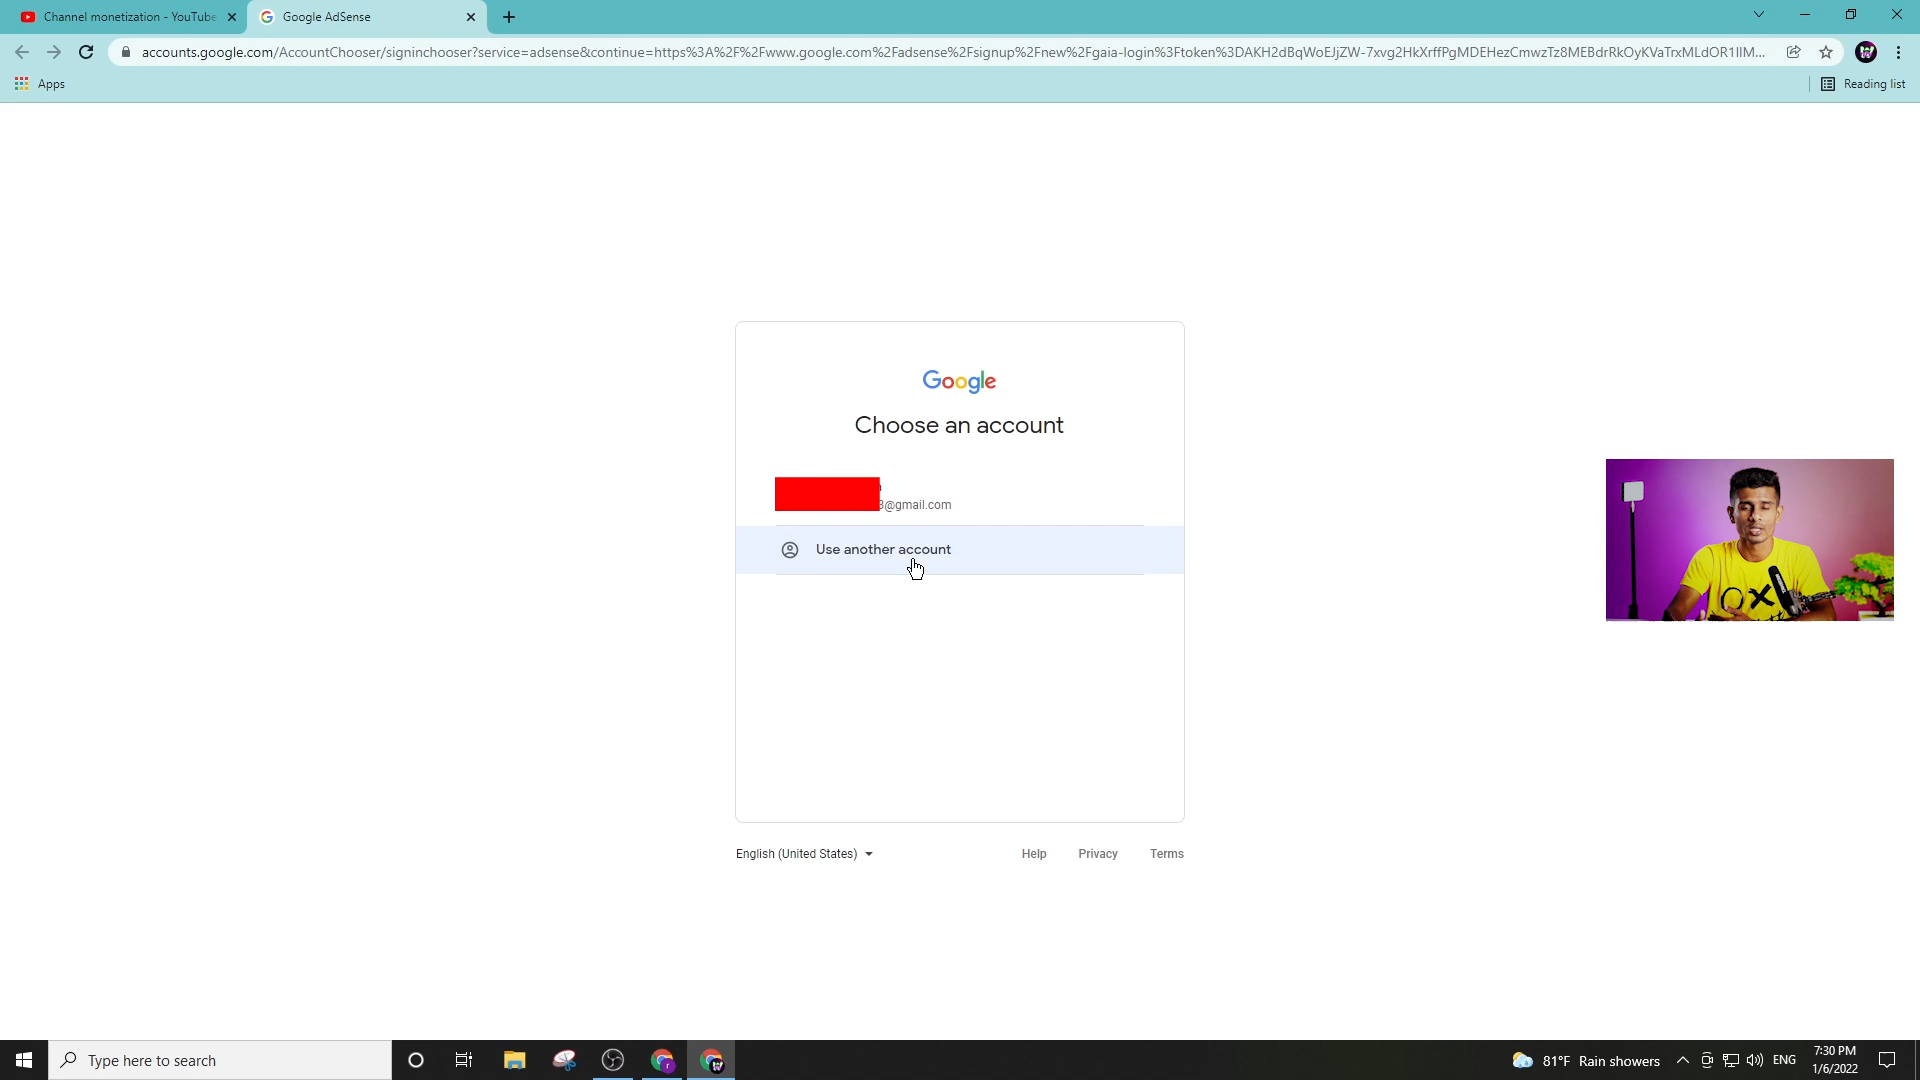 Channel monetization - YouTube
Google AdSense
accounts.google.com/AccountChooser/signinchooser?service=adsense&continue=https%3A%2F%2Fwww.google.com%2Fadsense%2Fsignup%2Fnew%2Fgaia-login%3Ftoken%3DAKH2dBqWoEJjZW-7xvg2HkXrffPgMDEHezCmwzTz8MEBdrRkOyKVaTrxMLdOR1IIM...
Apps
Reading list
Google
Choose an account
3@gmail.com
Use another account
English (United States)
Help
Privacy
Terms
Type here to search
81°F Rain showers
ENG
7:30 PM
1/6/2022